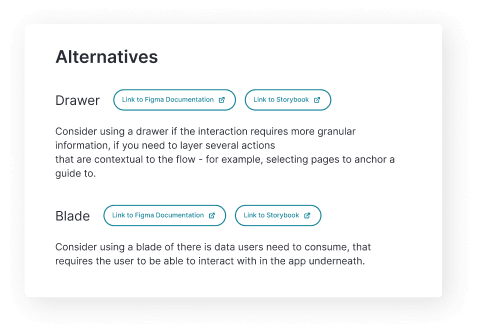 Alternatives
Drawer Link to Figma Documentation Link to Storybook
Consider using a drawer if the interaction requires more granular
information, if you need to layer several actions
that are contextual to the flow - for example, selecting pages to anchor a
guide to.
Blade Link to Figma Documentation Link to Storybook
Consider using a blade of there is data users need to consume, that
requires the user to be able to interact with in the app underneath.